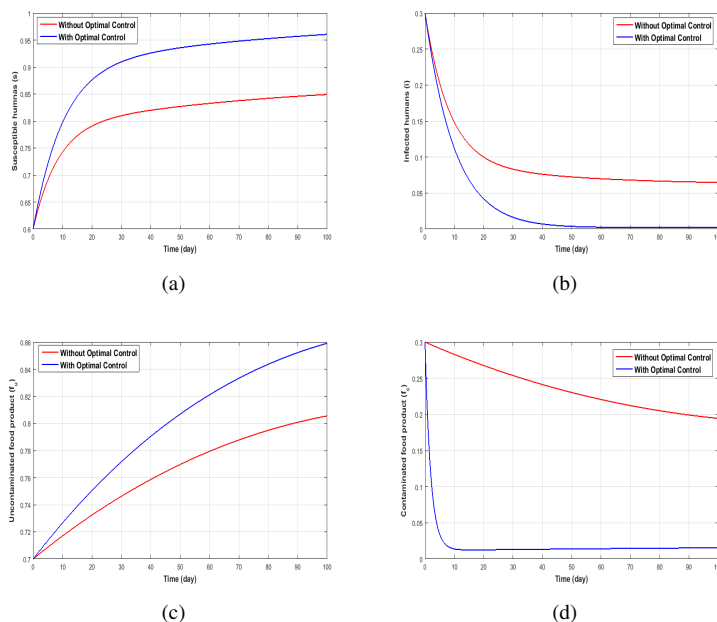 1
0.95
0.9
0.85
0.8
0.75
0.7
0.65
0.6
Susceptible hummas (s)
Without Optimal Control
With Optimal Control
0 10 20 30 40 50 60 70 80 90 100
Time (day)
(a)
0.3
0.25
0.2
0.15
0.1
0.05
0
Infected humans (i)
Without Optimal Control
With Optimal Control
0 10 20 30 40 50 60 70 80 90 100
Time (day)
(b)
0.86
0.84
0.82
0.8
0.78
0.76
0.74
0.72
0.7
Uncontaminated food product (fu)
Without Optimal Control
With Optimal Control
0 10 20 30 40 50 60 70 80 90 100
Time (day)
(c)
0.3
0.25
0.2
0.15
0.1
0.05
0
Contaminated food product (fu)
Without Optimal Control
With Optimal Control
0 10 20 30 40 50 60 70 80 90 100
Time (day)
(d)